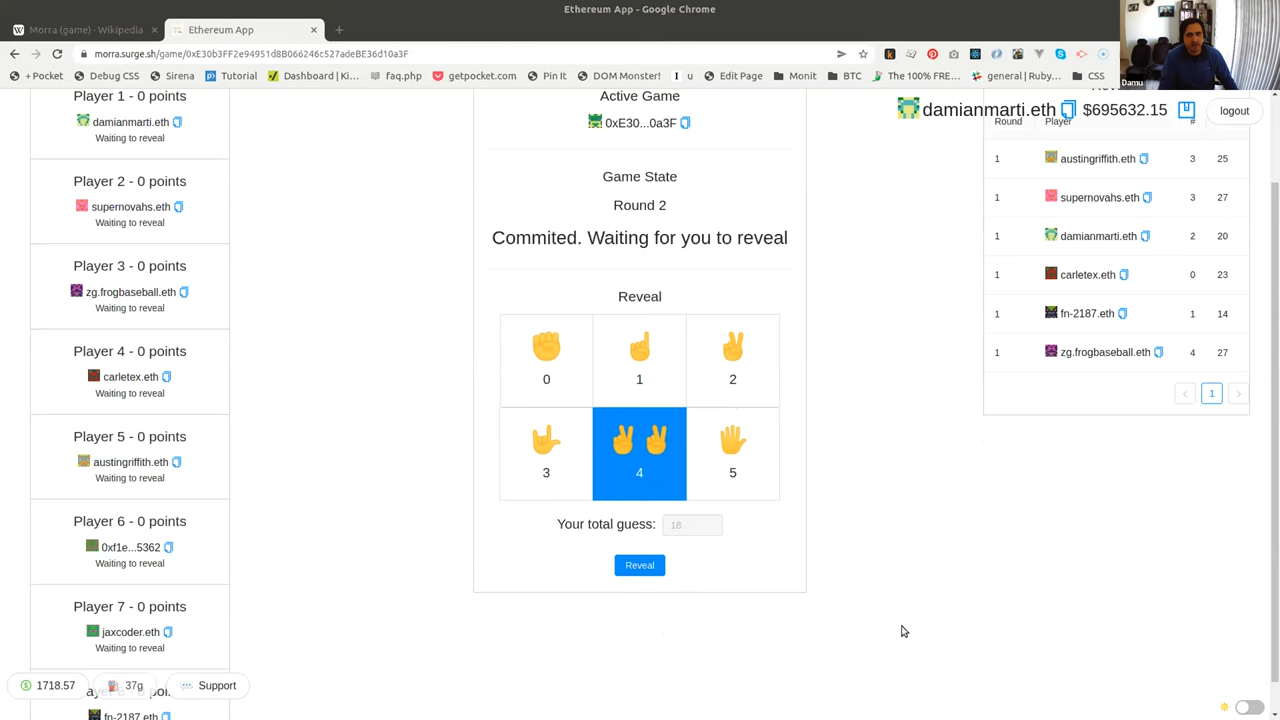 Ethereum App - Google Chrome
Morra (game) - Wikipedia
Ethereum App
morra.surge.sh/game/0xE30b3FF2e94951d8B066246c527adeBE36d10a3F
+ Pocket
Debug CSS
Sirena
Tutorial
Dashboard | Ki...
faq.php
getpocket.com
Pin It
DOM Monster!
u
Edit Page
Monit
BTC
The 100% FRE...
general | Ruby...
CSS
Damu
damianmarti.eth
$695632.15
logout
Player 1 - 0 points
damianmarti.eth
Waiting to reveal
Player 2 - 0 points
supernovahs.eth
Waiting to reveal
Player 3 - 0 points
zg.frogbaseball.eth
Waiting to reveal
Player 4 - 0 points
carletex.eth
Waiting to reveal
Player 5 - 0 points
austingriffith.eth
Waiting to reveal
Player 6 - 0 points
0xf1e...5362
Waiting to reveal
Player 7 - 0 points
jaxcoder.eth
Waiting to reveal
fn-2187.eth
1718.57
37g
Support
Active Game
0xE30...0a3F
Game State
Round 2
Commited. Waiting for you to reveal
Reveal
0
1
2
3
4
5
Your total guess: 18
Reveal
Round Player #
1 austingriffith.eth 3 25
1 supernovahs.eth 3 27
1 damianmarti.eth 2 20
1 carletex.eth 0 23
1 fn-2187.eth 1 14
1 zg.frogbaseball.eth 4 27
1